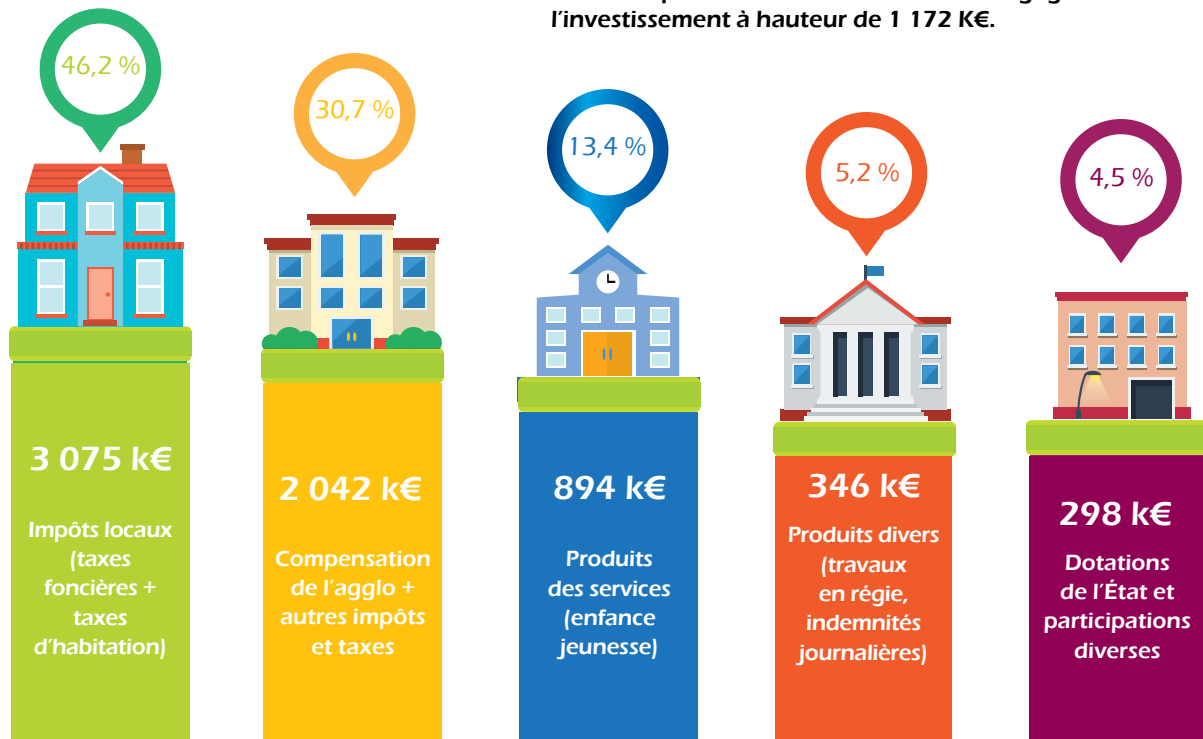 l'investissement à hauteur de 1 172 K€.
46,2 %
30,7 %
13,4 %
5,2 %
4,5 %
3 075 k€
Impôts locaux
(taxes
foncières +
taxes
d'habitation)
2 042 k€
Compensation
de l'agglo +
autres impôts
et taxes
894 k€
Produits
des services
(enfance
jeunesse)
346 k€
Produits divers
(travaux
en régie,
indemnités
journalières)
298 k€
Dotations
de l'État et
participations
diverses